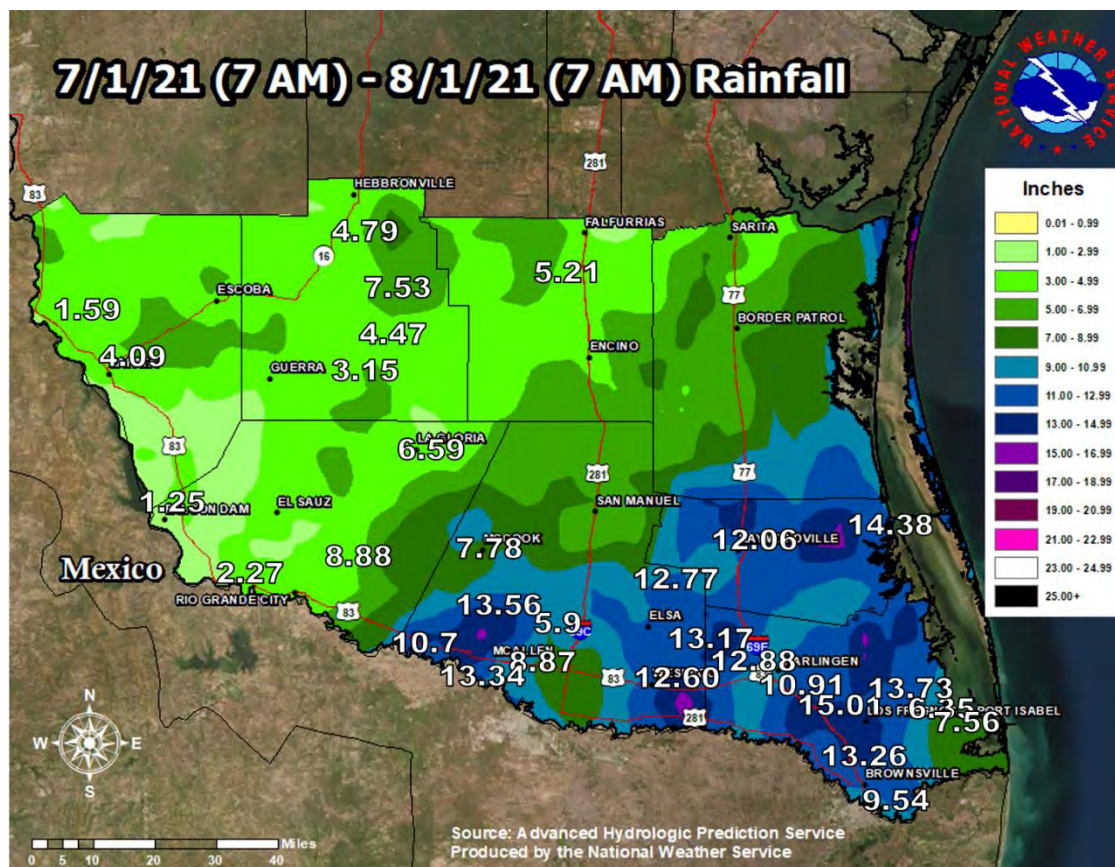 7/1/21 (7 AM) - 8/1/21 (7 AM) Rainfall
NATIONAL WEATHER SERVICE
Inches
0.01 - 0.99
1.00 - 2.99
3.00 - 4.99
5.00 - 6.99
7.00 - 8.99
9.00 - 10.99
11.00 - 12.99
13.00 - 14.99
15.00 - 16.99
17.00 - 18.99
19.00 - 20.99
21.00 - 22.99
23.00 - 24.99
25.00+
281
83
HEBBRONVILLE
FALFURRIAS
SARITA
4.79
16
5.21
ESCOBA
7.53
77
1.59
BORDER PATROL
4.47
4.09
ENCINO
GUERRA
3.15
LA GLORIA
6.59
83
281
77
1.25
DAM
EL SAUZ
SAN MANUEL
14.38
7.78
12.06
8.88
Mexico
2.27
12.77
RIO GRANDE CITY
83
13.56
5.9
ELSA
10.7
13.17
69E
MCALLEN
8.87
12.88
13.34
83
12.60
10.91
13.73
15.01
6.35
PORT ISABEL
281
7.56
13.26
BROWNSVILLE
9.54
N
W
E
S
0 5 10 20 30 40
Miles
Source: Advanced Hydrologic Prediction Service
Produced by the National Weather Service